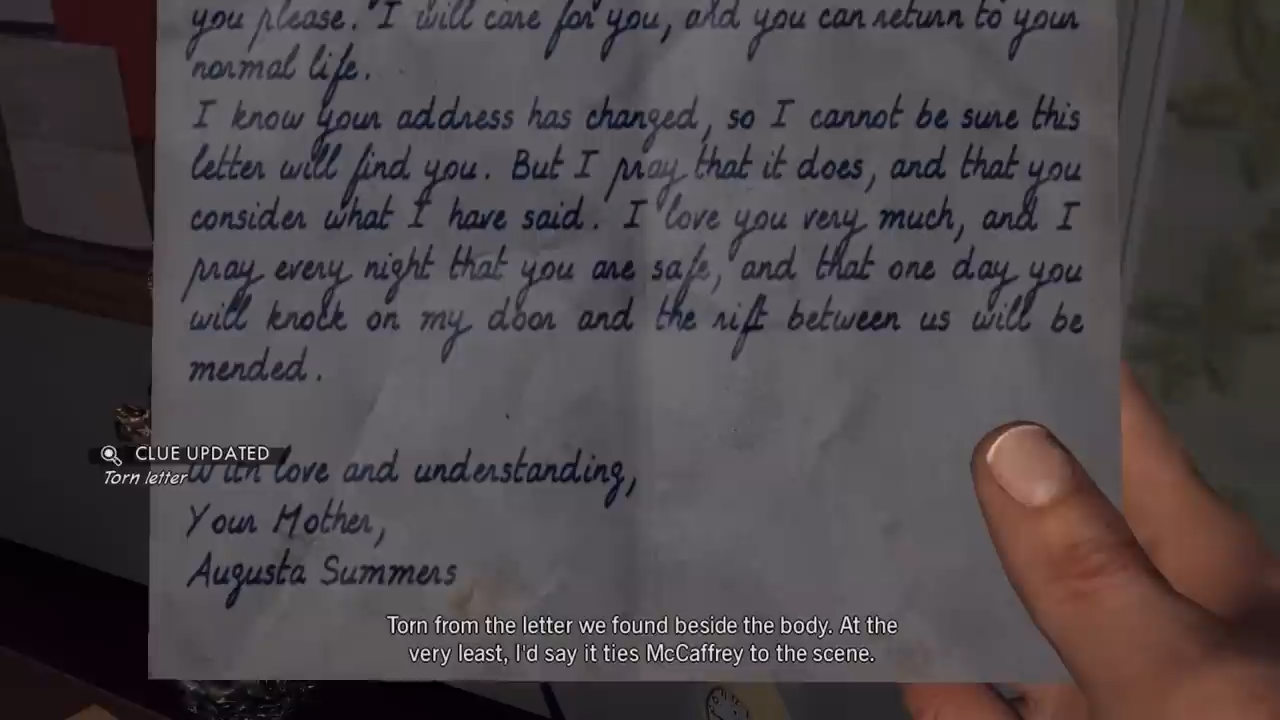 you please. I will care for you, and you can return to your
normal life.
I know your address has changed, so I cannot be sure this
letter will find you. But I pray that it does, and that you
consider what I have said. I love you very much, and I
pray every night that you are safe, and that one day you
will knock on my door and the rift between us will be
mended.
CLUE UPDATED
Torn letter
With love and understanding,
Your Mother,
Augusta Summers
Torn from the letter we found beside the body. At the
very least, I'd say it ties McCaffrey to the scene.